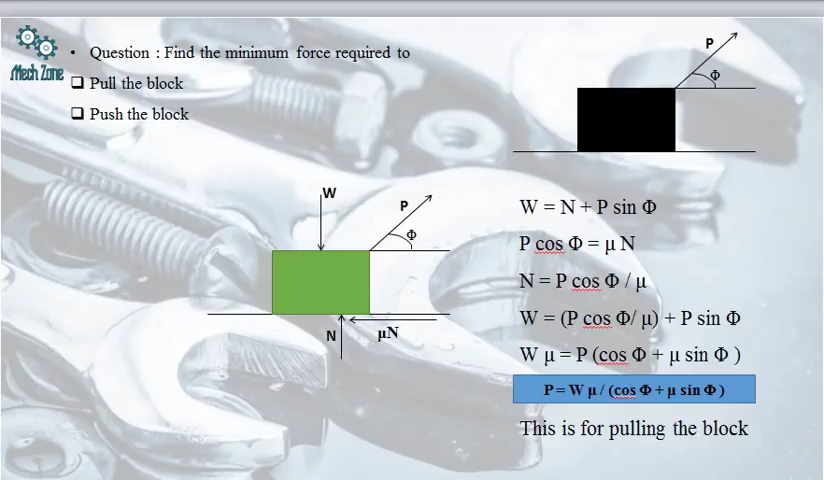 Mech Zone
• Question : Find the minimum force required to
❑ Pull the block
❑ Push the block
P
Φ
W
P
Φ
N
μN
W = N + P sin Φ
P cos Φ = μ N
N = P cos Φ / μ
W = (P cos Φ/ μ) + P sin Φ
W μ = P (cos Φ + μ sin Φ )
P = W μ / (cos Φ + μ sin Φ )
This is for pulling the block